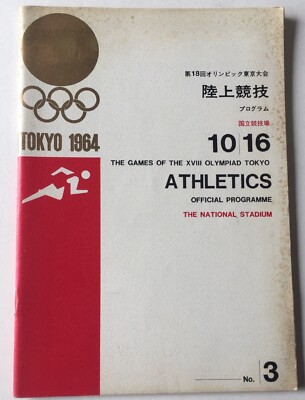 TOKYO 1964
第18回オリンピック東京大会
陸上競技
プログラム
国立競技場
10|16
THE GAMES OF THE XVIII OLYMPIAD TOKYO
ATHLETICS
OFFICIAL PROGRAMME
THE NATIONAL STADIUM
No. 3